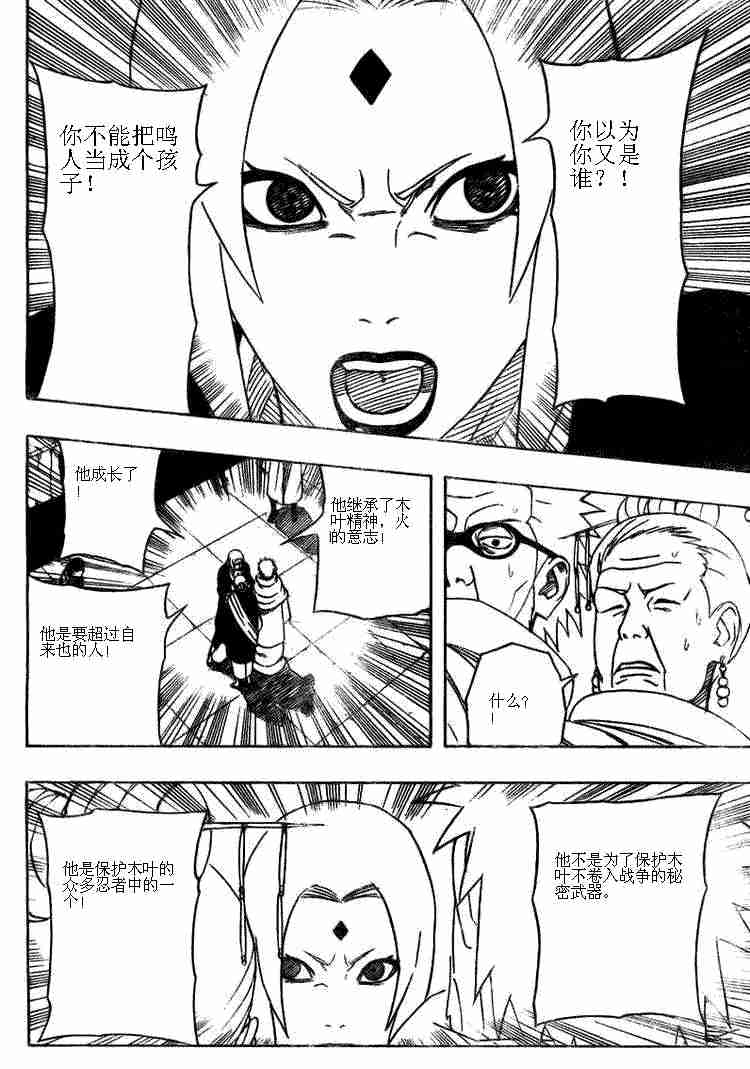 你以为
你又是
谁？！
你不能把鸣
人当成个孩
子！
什么？
！
他继承了木
叶精神，火
的意志！
他成长了
！
他是要超过自
来也的人！
他不是为了保护木
叶不卷入战争的秘
密武器。
他是保护木叶的
众多忍者中的一
个！